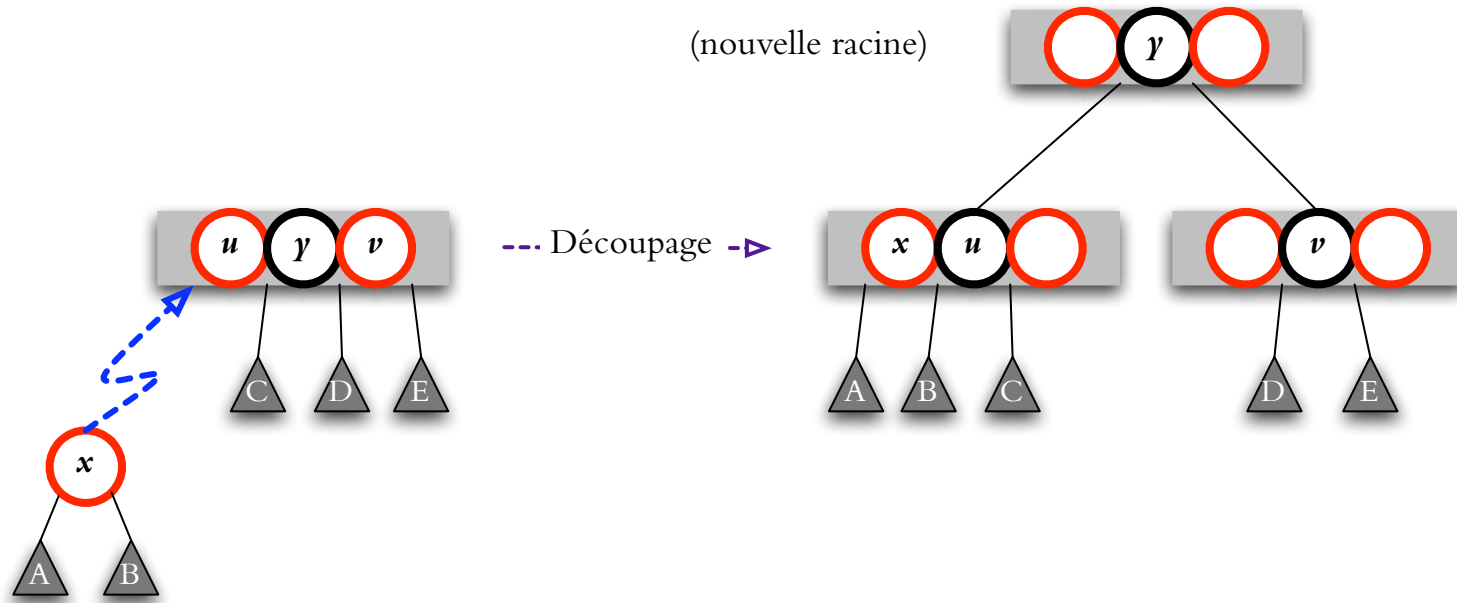 (nouvelle racine)
y
u y v
Découpage
x u
v
C D E
A B C
D E
x
A B